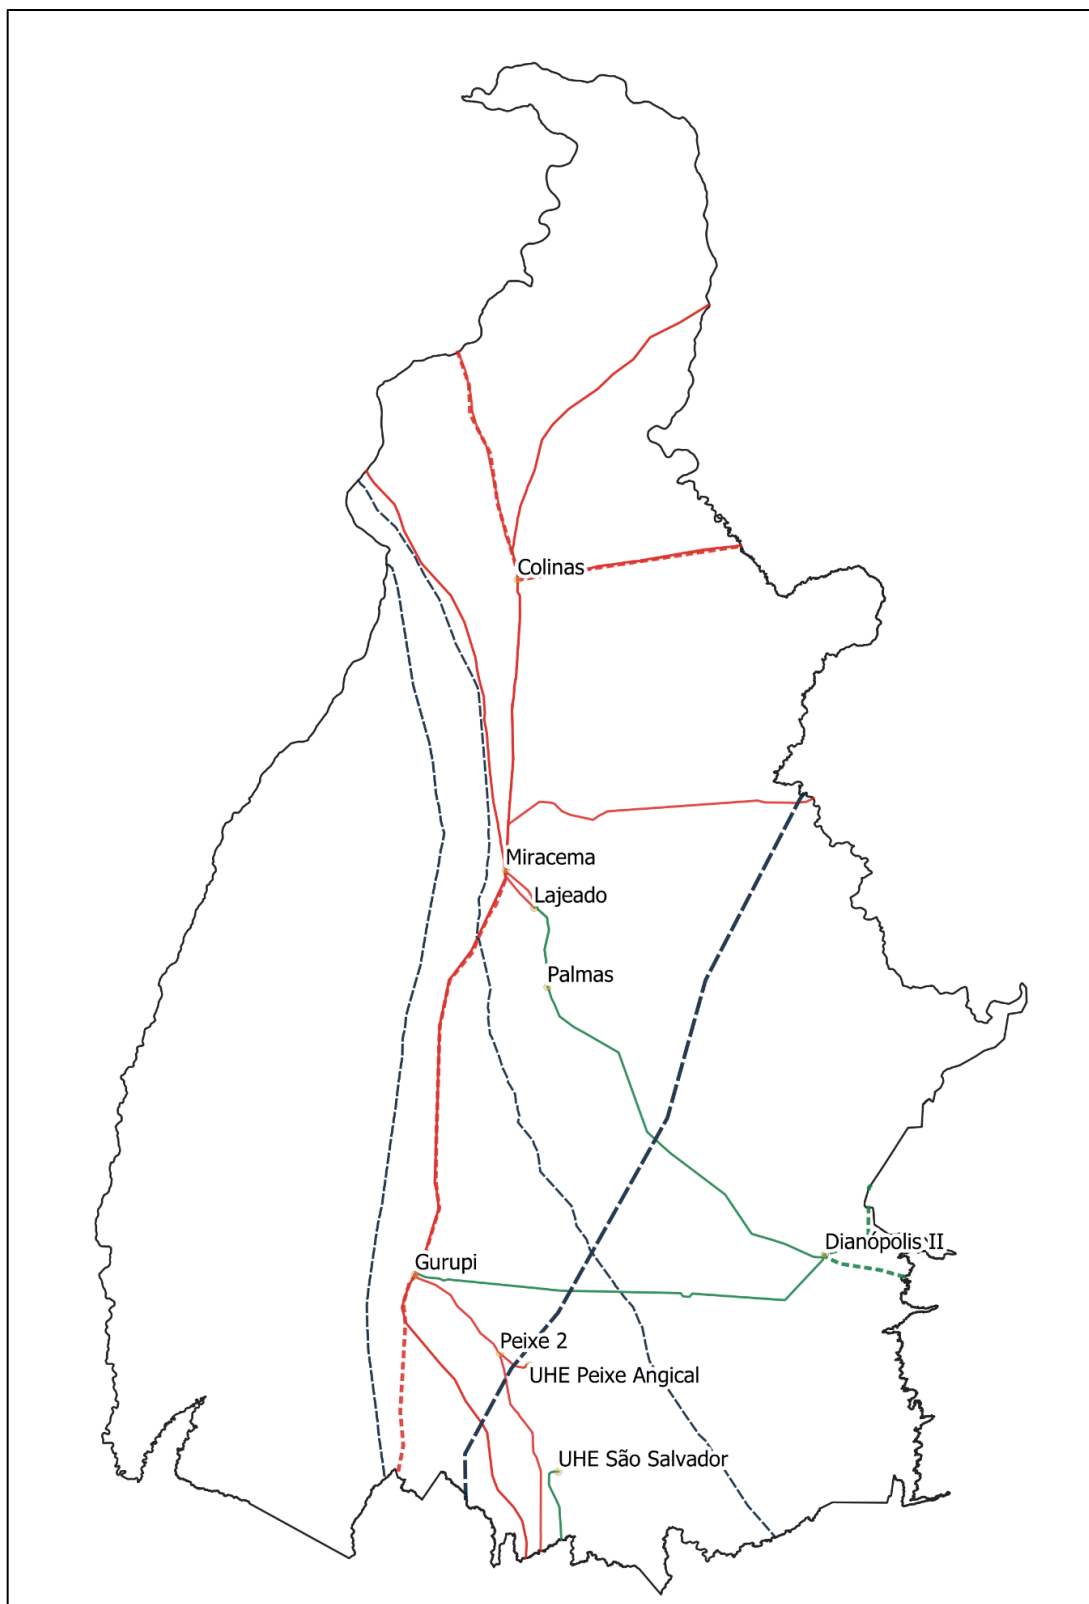 Colinas
Miracema
Lajeado
Palmas
Dianópolis II
Gurupi
Peixe 2
UHE Peixe Angical
UHE São Salvador